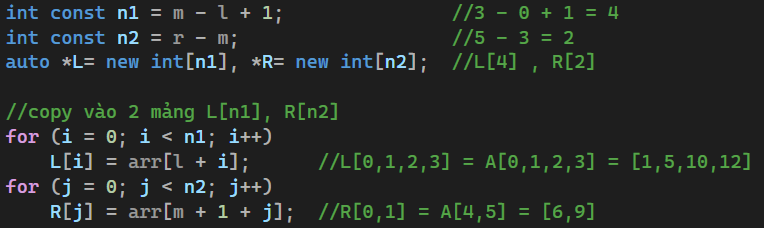 int const n1 = m - l + 1;             //3 - 0 + 1 = 4
int const n2 = r - m;                 //5 - 3 = 2
auto *L= new int[n1], *R= new int[n2];  //L[4] , R[2]
//copy vào 2 mảng L[n1], R[n2]
for (i = 0; i < n1; i++)
    L[i] = arr[l + i];      //L[0,1,2,3] = A[0,1,2,3] = [1,5,10,12]
for (j = 0; j < n2; j++)
    R[j] = arr[m + 1 + j];  //R[0,1] = A[4,5] = [6,9]